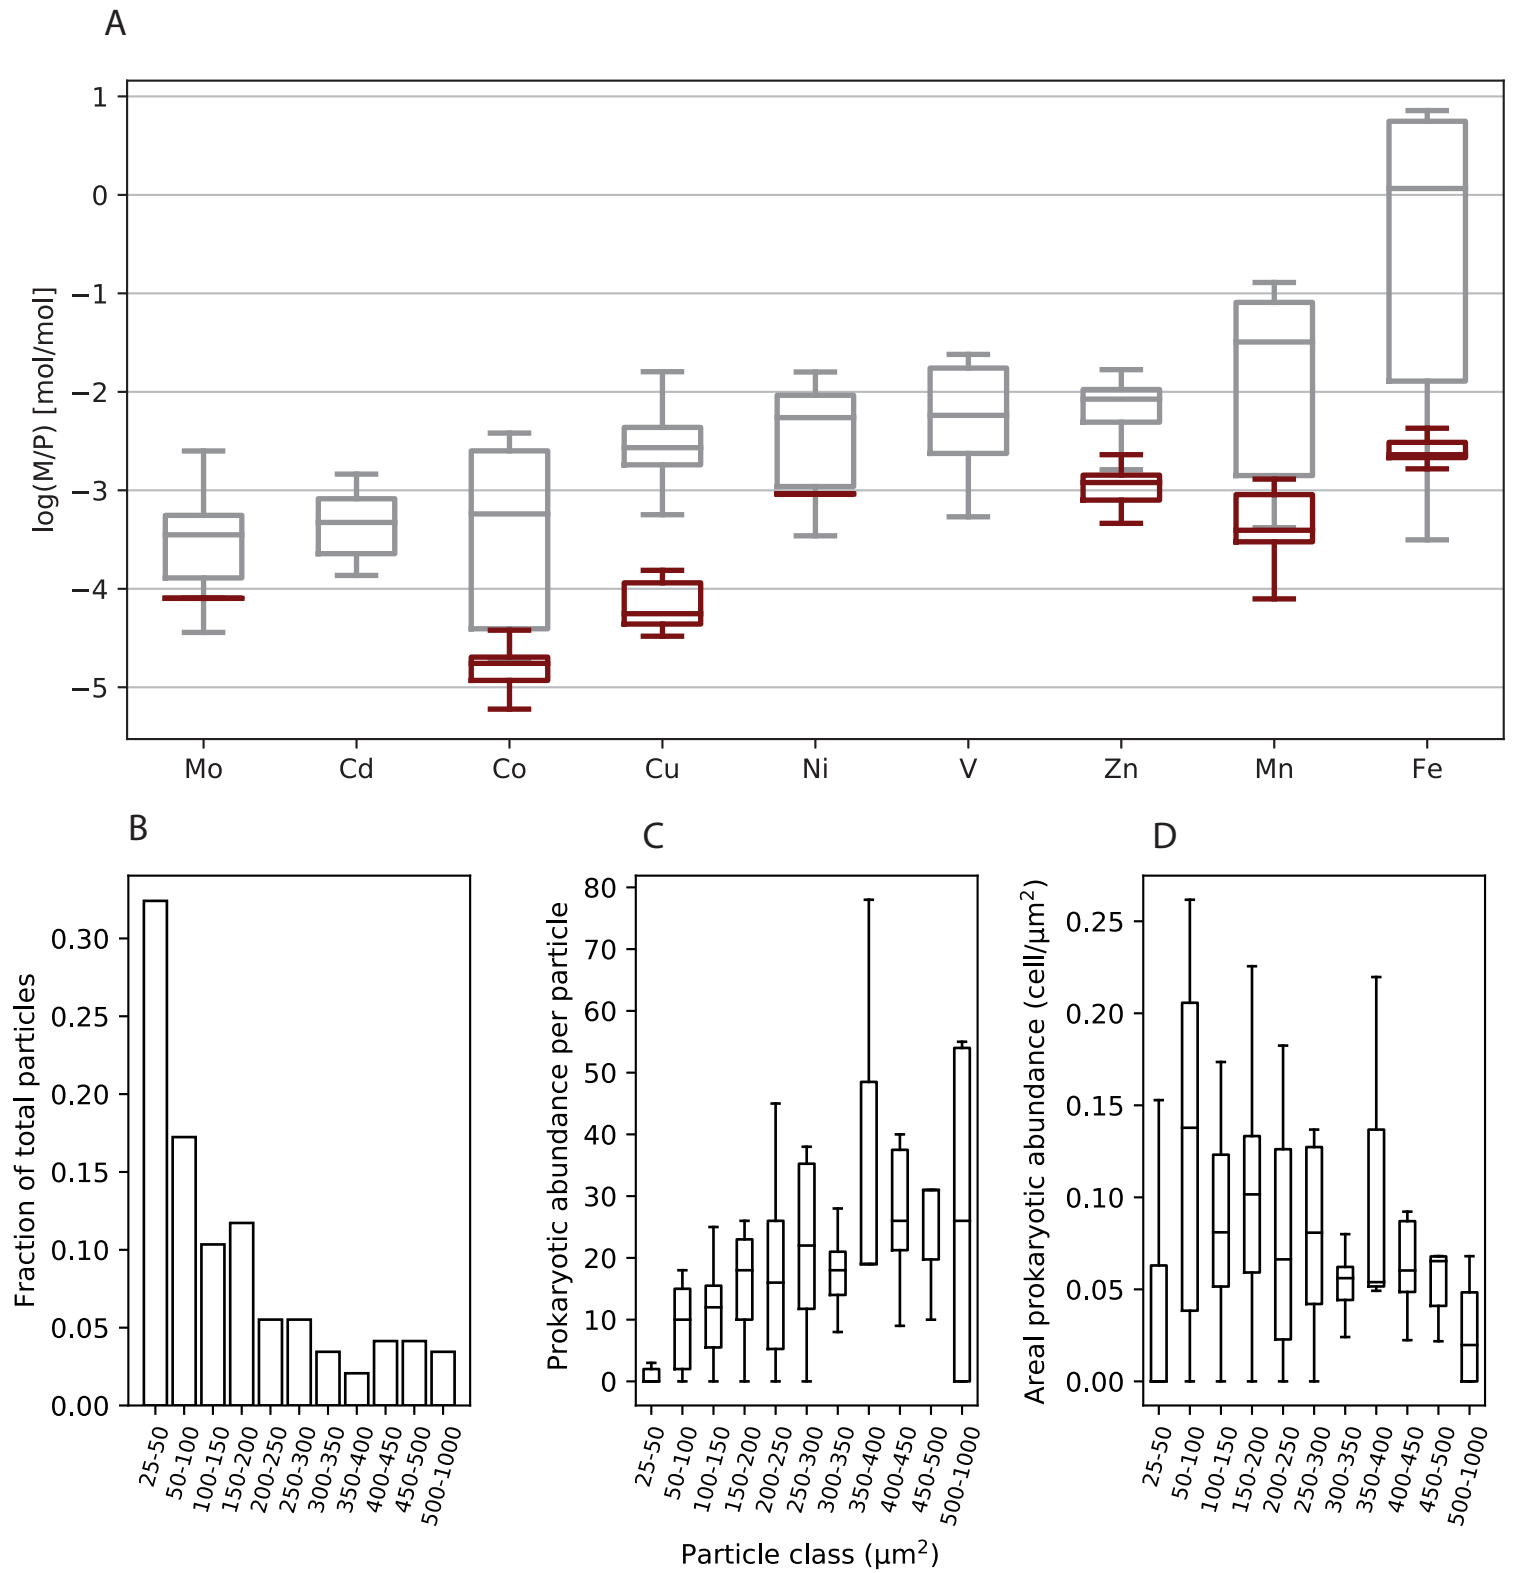 A
1
0
−1
−2
−3
−4
−5
log(M/P) [mol/mol]
Mo Cd Co Cu Ni V Zn Mn Fe
B
0.30
0.25
0.20
0.15
0.10
0.05
0.00
Fraction of total particles
25-50 50-100 100-150 150-200 200-250 250-300 300-350 350-400 400-450 450-500 500-1000
C
80
70
60
50
40
30
20
10
0
Prokaryotic abundance per particle
25-50 50-100 100-150 150-200 200-250 250-300 300-350 350-400 400-450 450-500 500-1000
D
0.25
0.20
0.15
0.10
0.05
0.00
Areal prokaryotic abundance (cell/µm²)
25-50 50-100 100-150 150-200 200-250 250-300 300-350 350-400 400-450 450-500 500-1000
Particle class (µm²)